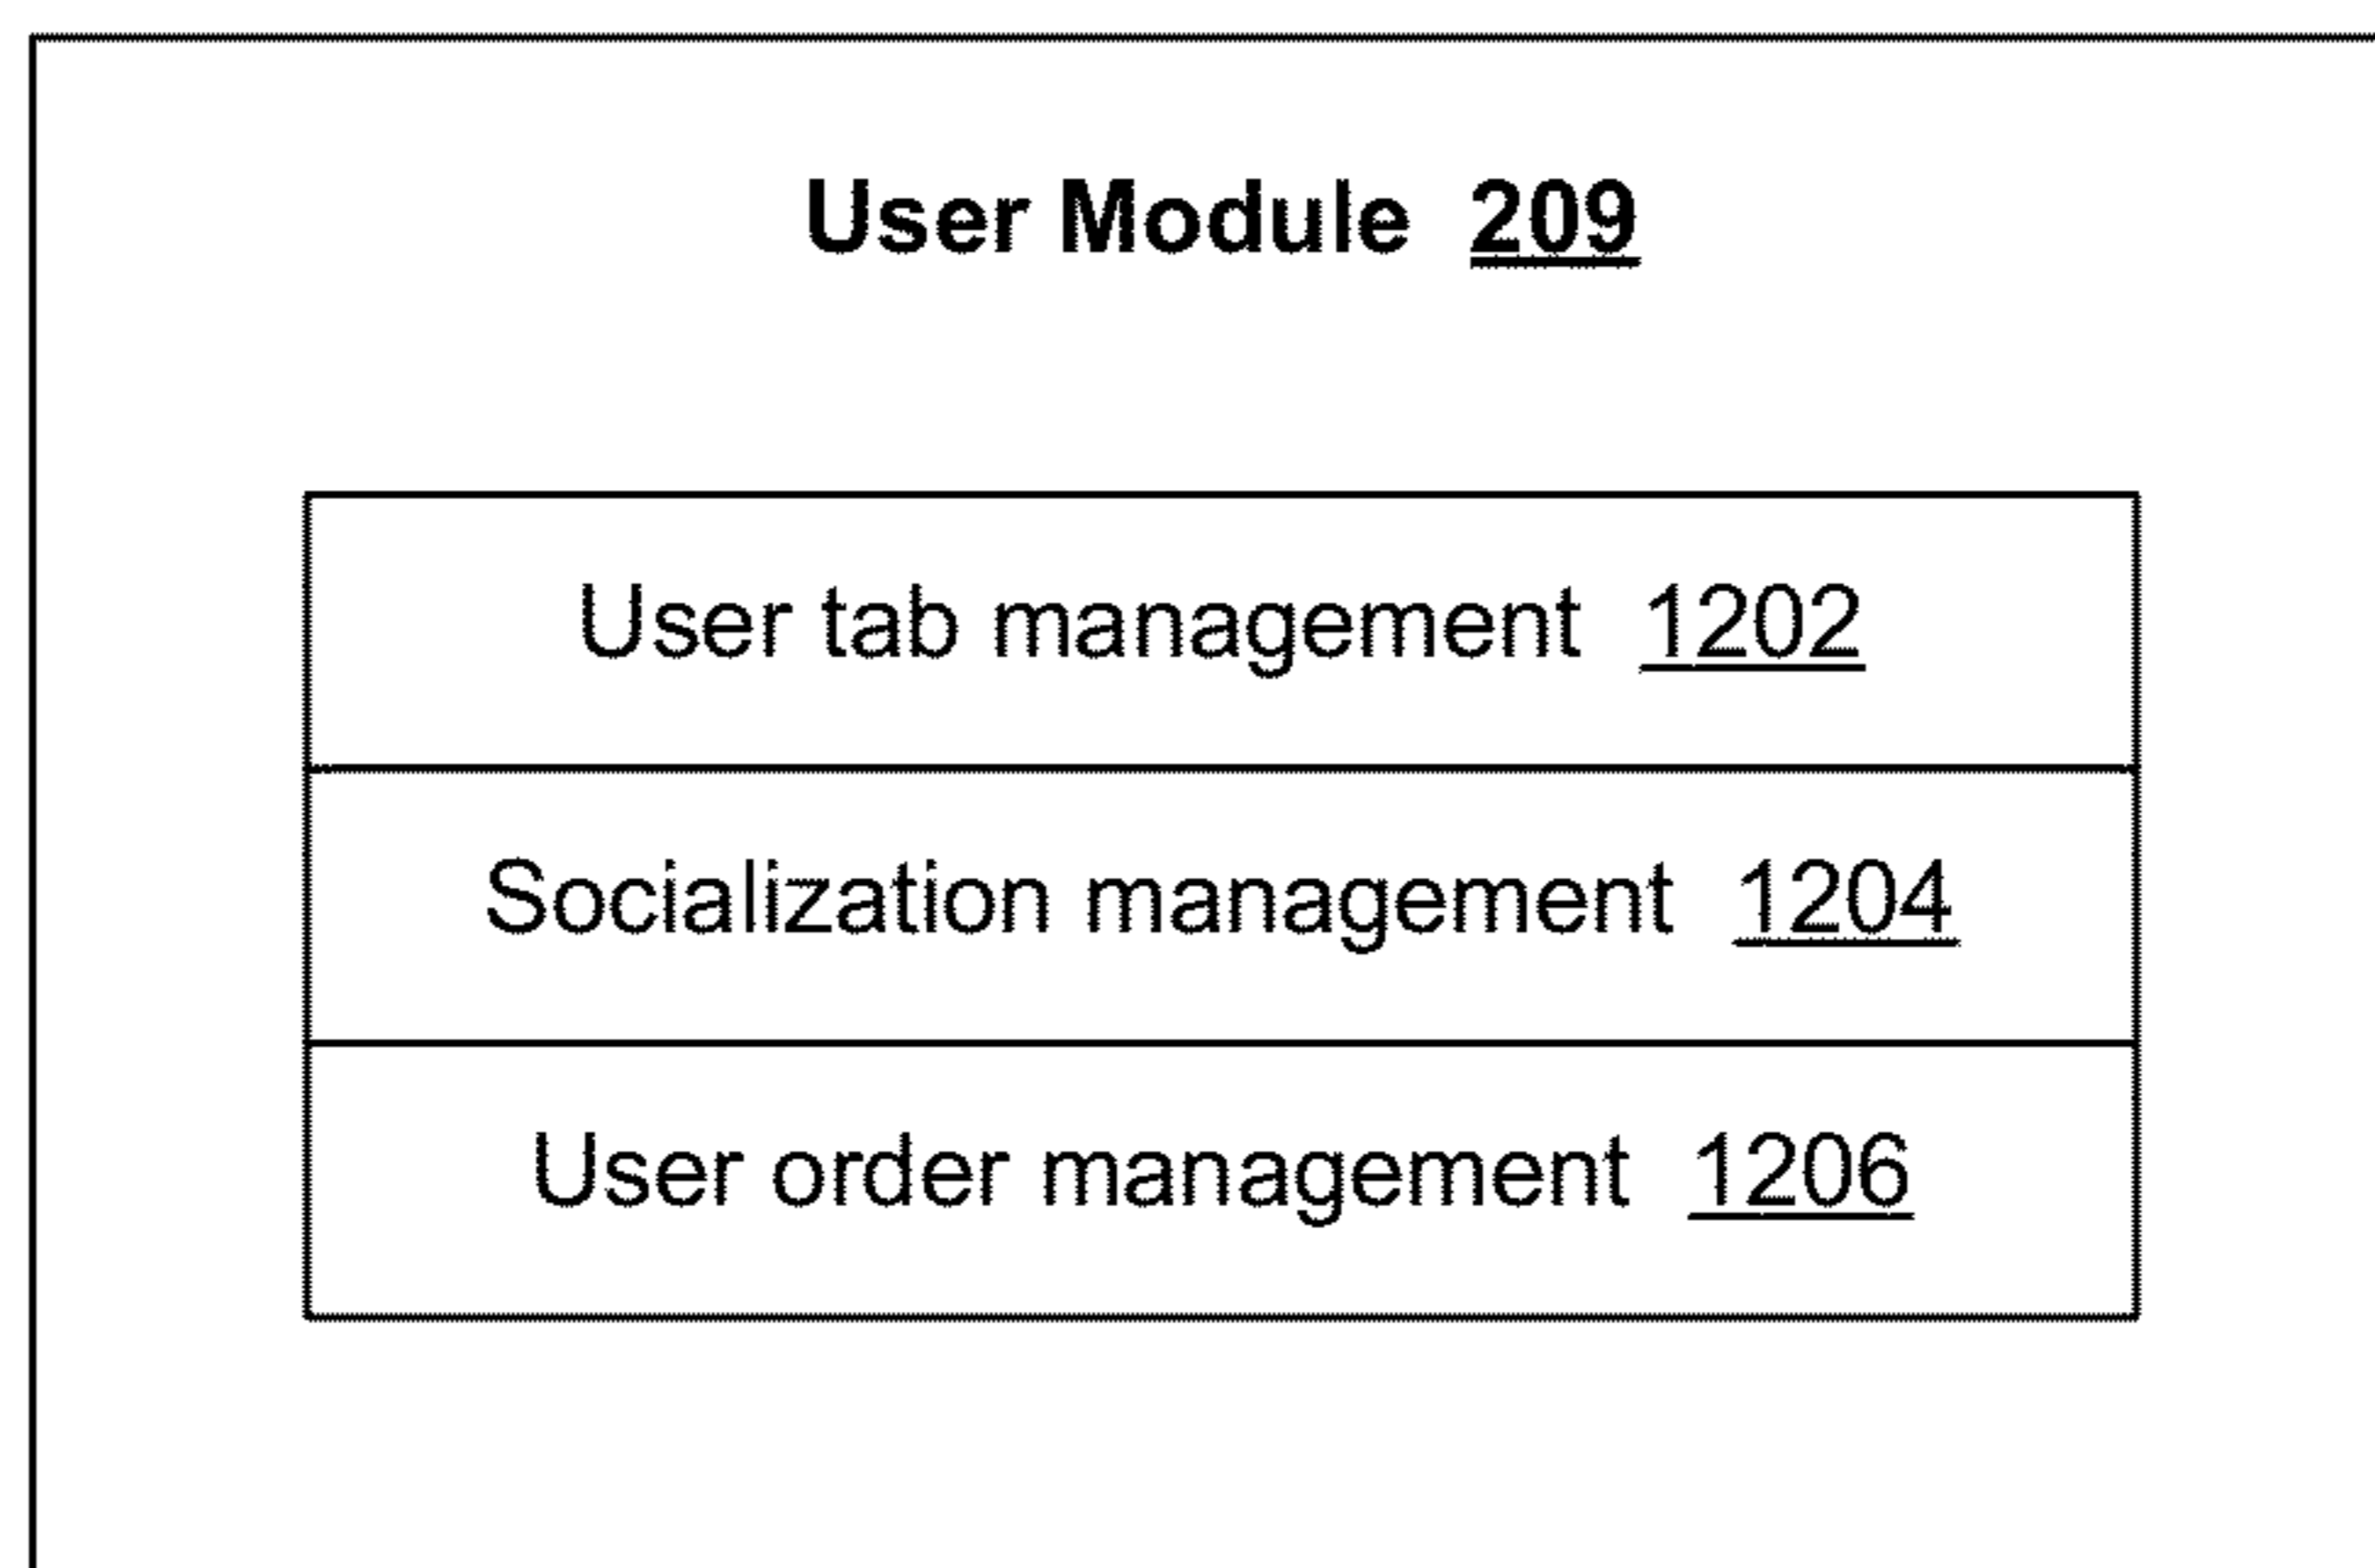 User Module 209
User tab management 1202
Socialization management 1204
User order management 1206